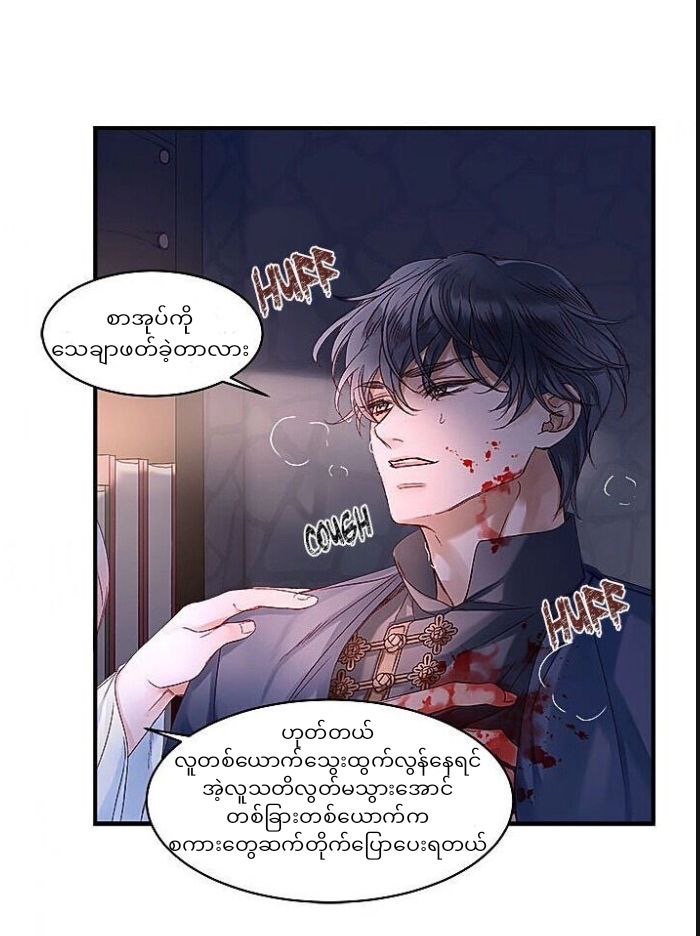 HUFF
စာအုပ်ကို
သေချာဖတ်ခဲ့တာလား
COUGH
HUFF
ဟုတ်တယ်
လူတစ်ယောက်သွေးထွက်လွန်နေရင်
အဲ့လူသတိလွတ်မသွားအောင်
တစ်ခြားတစ်ယောက်က
စကားတွေဆက်တိုက်ပြောပေးရတယ်